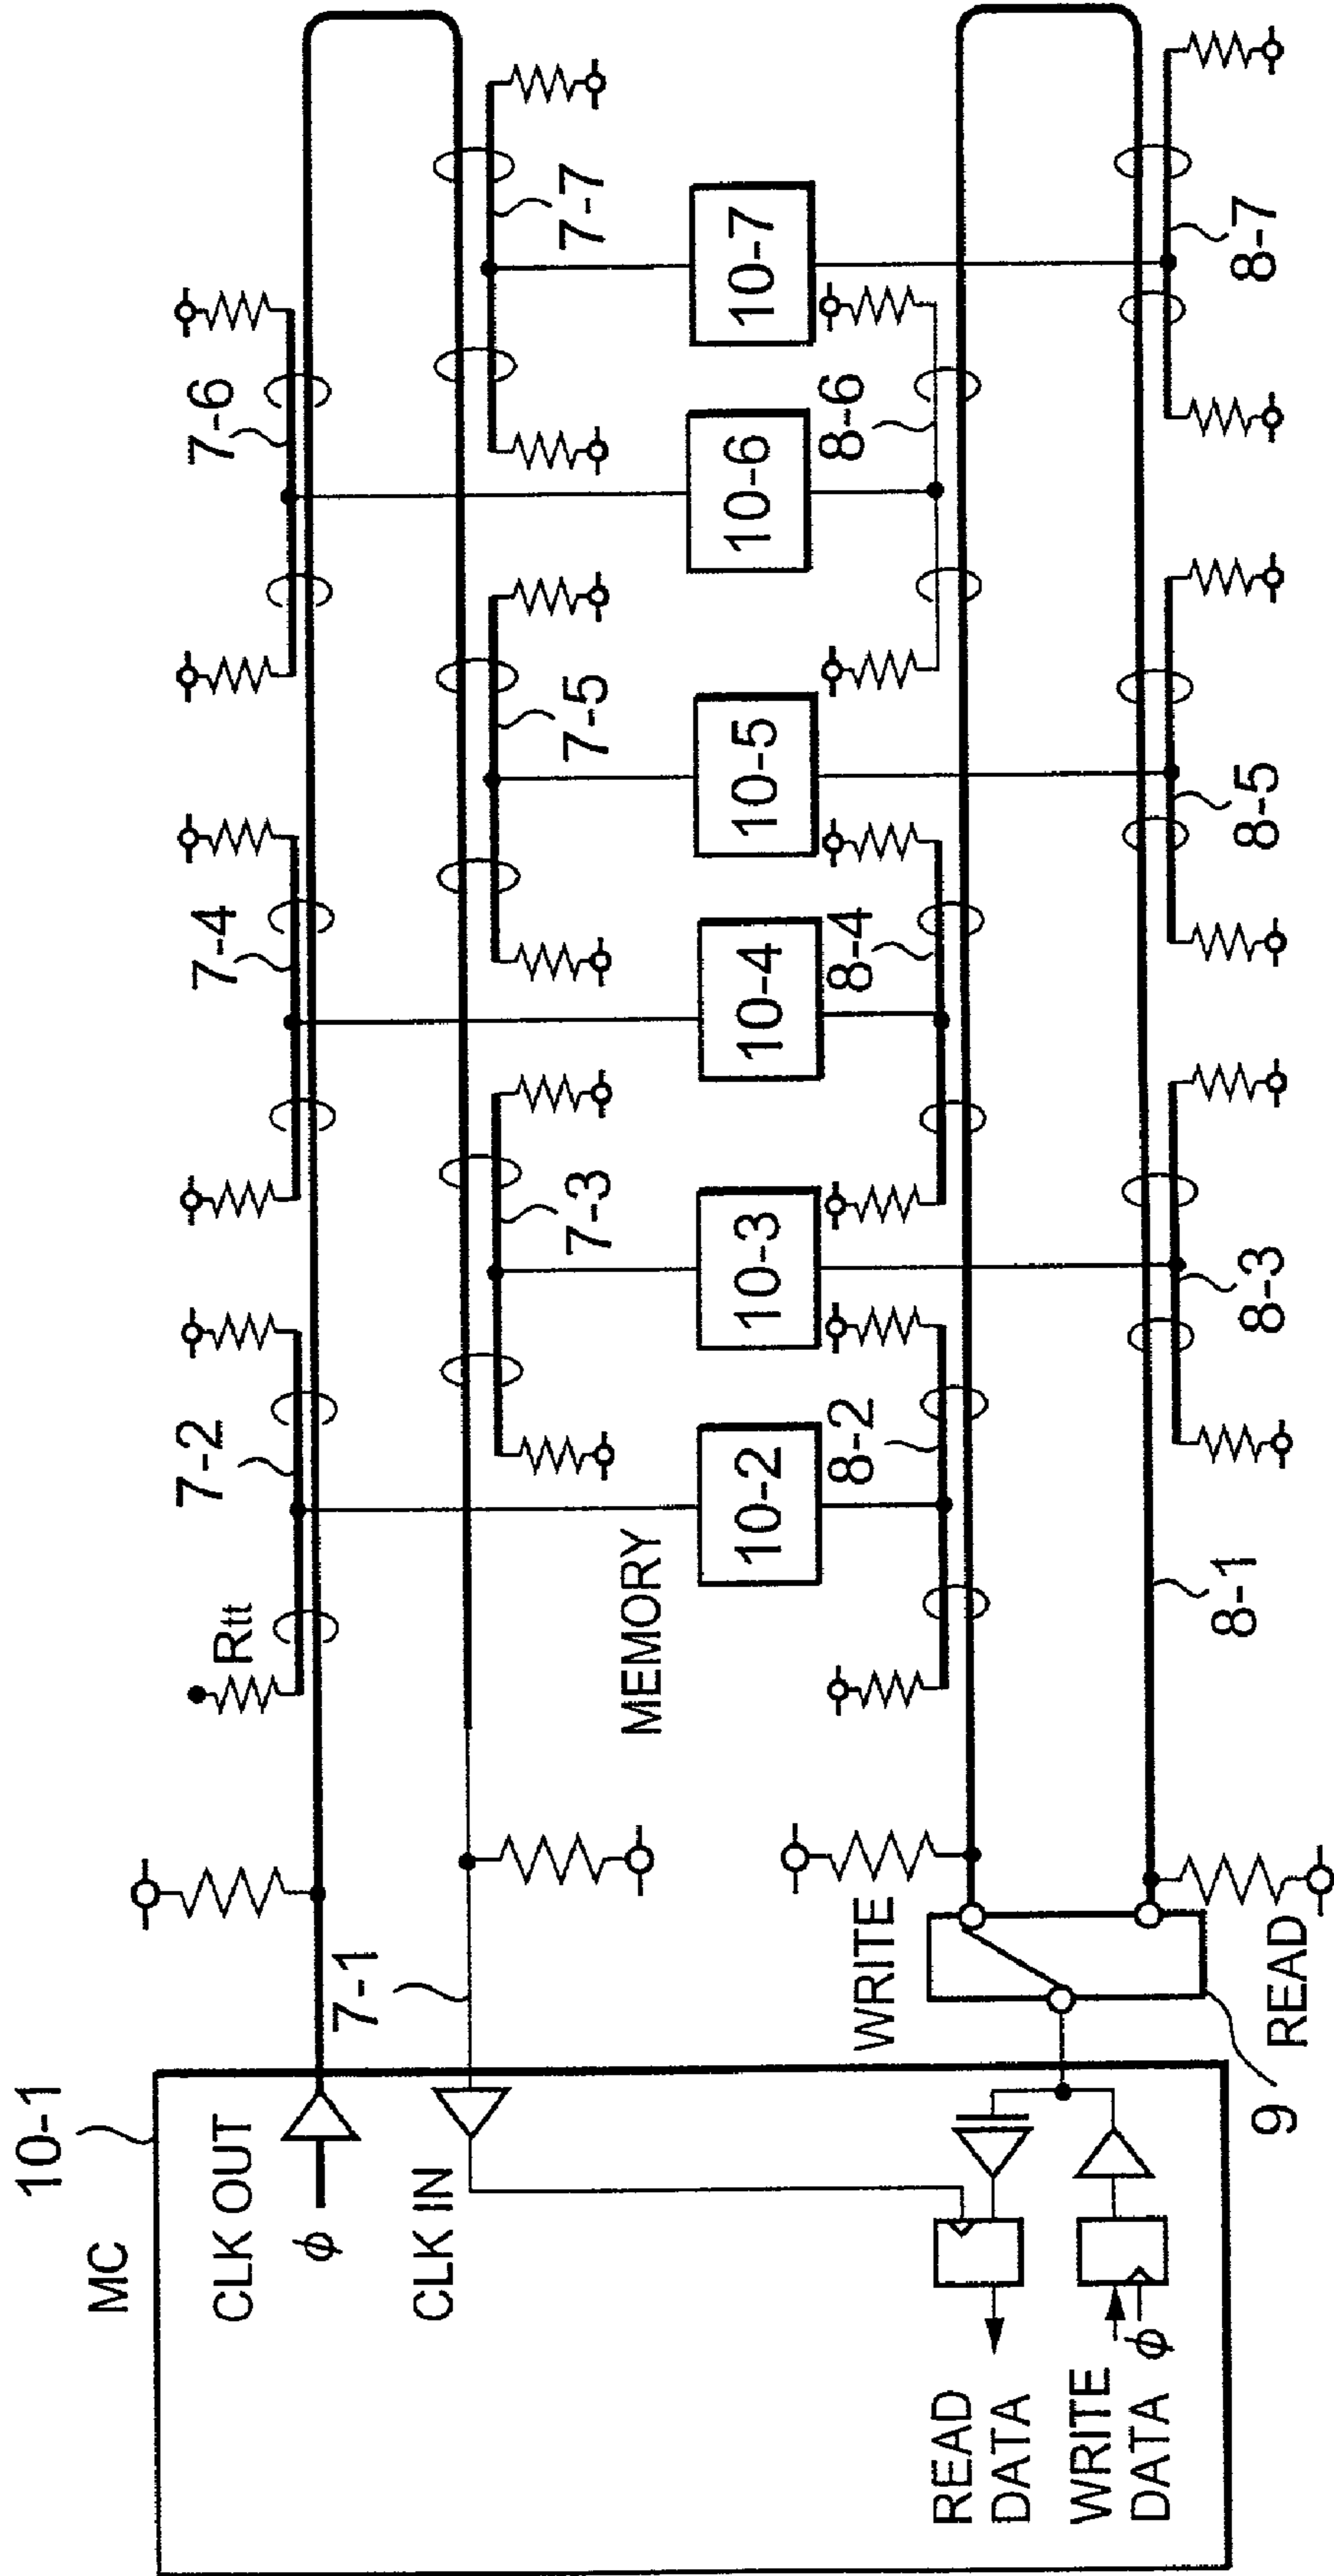 10-1
MC
CLK OUT
ϕ
CLK IN
READ
DATA
WRITE
DATA
ϕ
7-1
WRITE
READ
9
Rtt
7-2
7-4
7-6
7-3
7-5
7-7
MEMORY
10-2
10-3
10-4
10-5
10-6
10-7
8-2
8-4
8-6
8-1
8-3
8-5
8-7